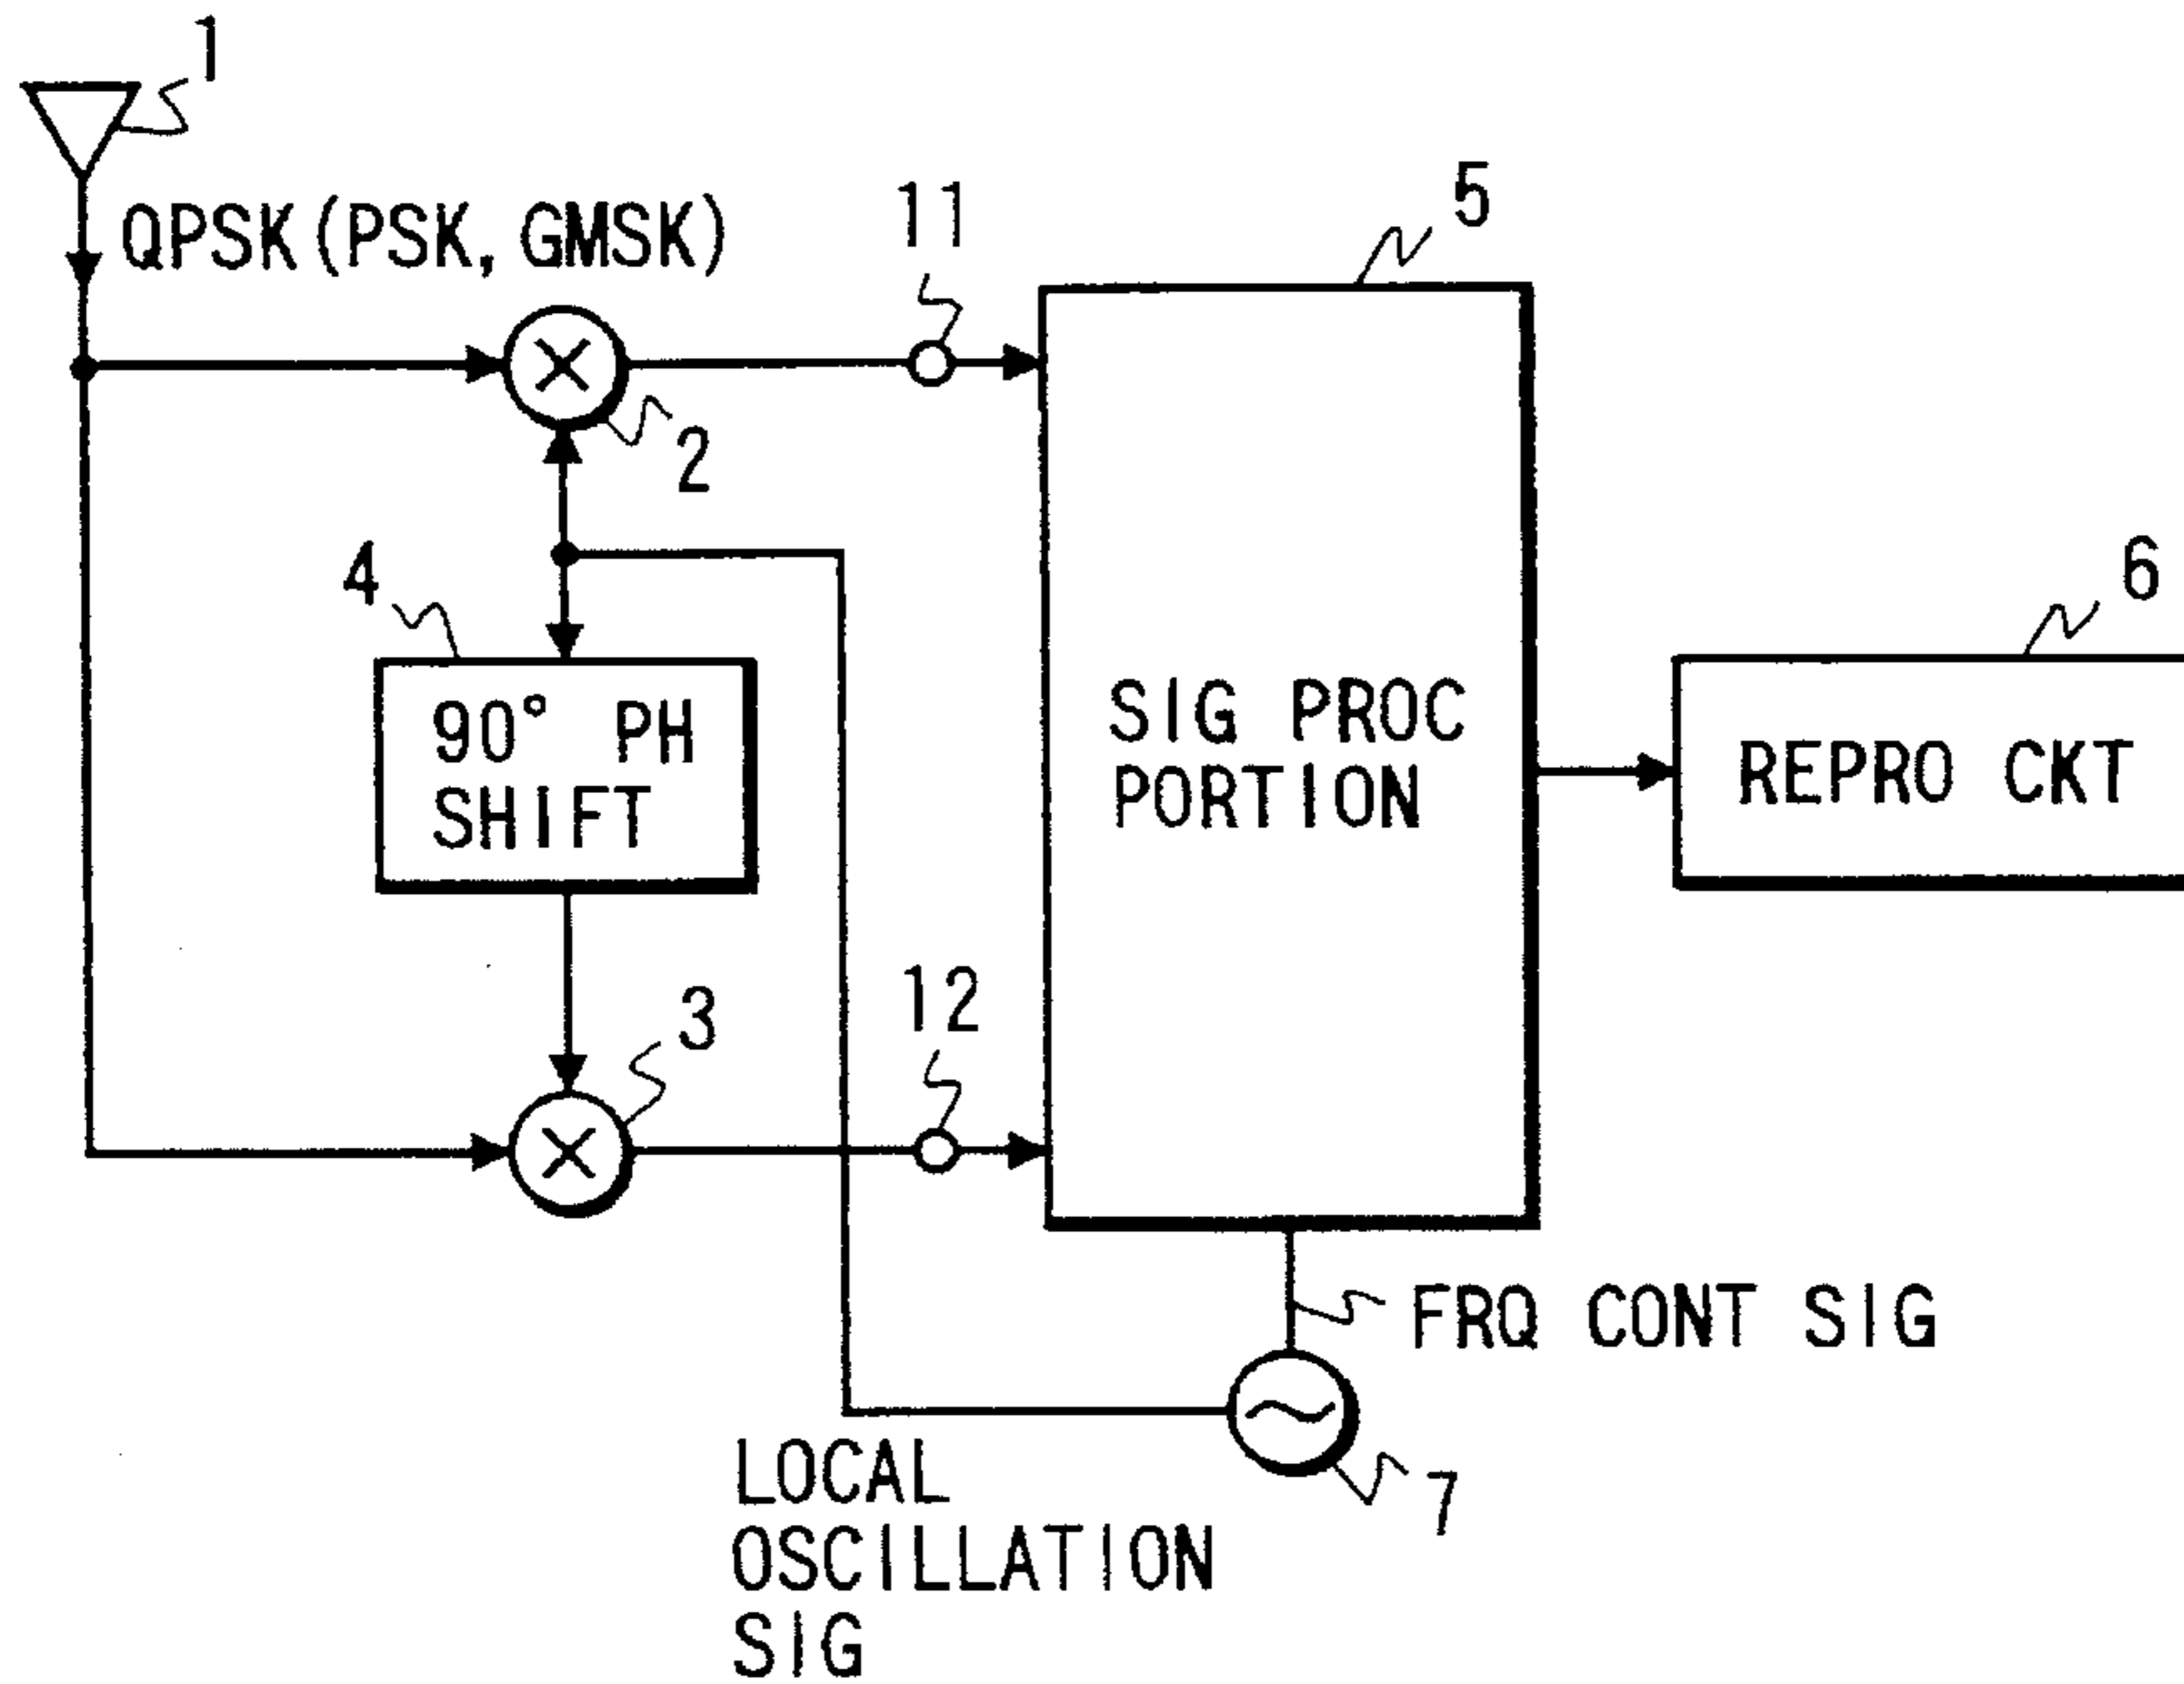 1
QPSK(PSK, GMSK)
11
5
2
4
6
90° PH
SHIFT
SIG PROC
PORTION
REPRO CKT
3
12
FRQ CONT SIG
7
LOCAL
OSCILLATION
SIG